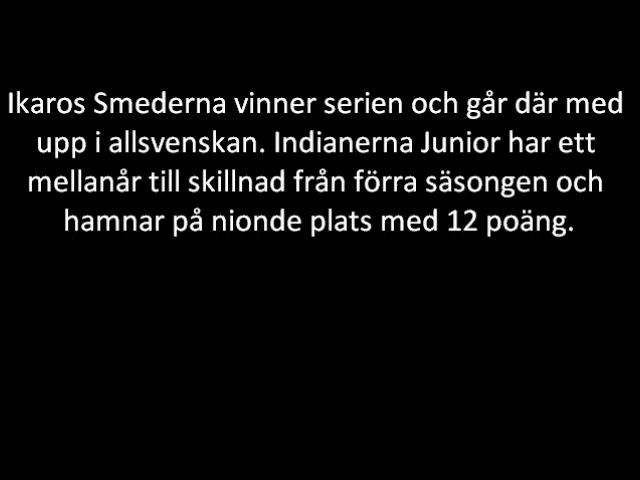 Ikaros Smederna vinner serien och går där med
upp i allsvenskan. Indianerna Junior har ett
mellanår till skillnad från förra säsongen och
hamnar på nionde plats med 12 poäng.